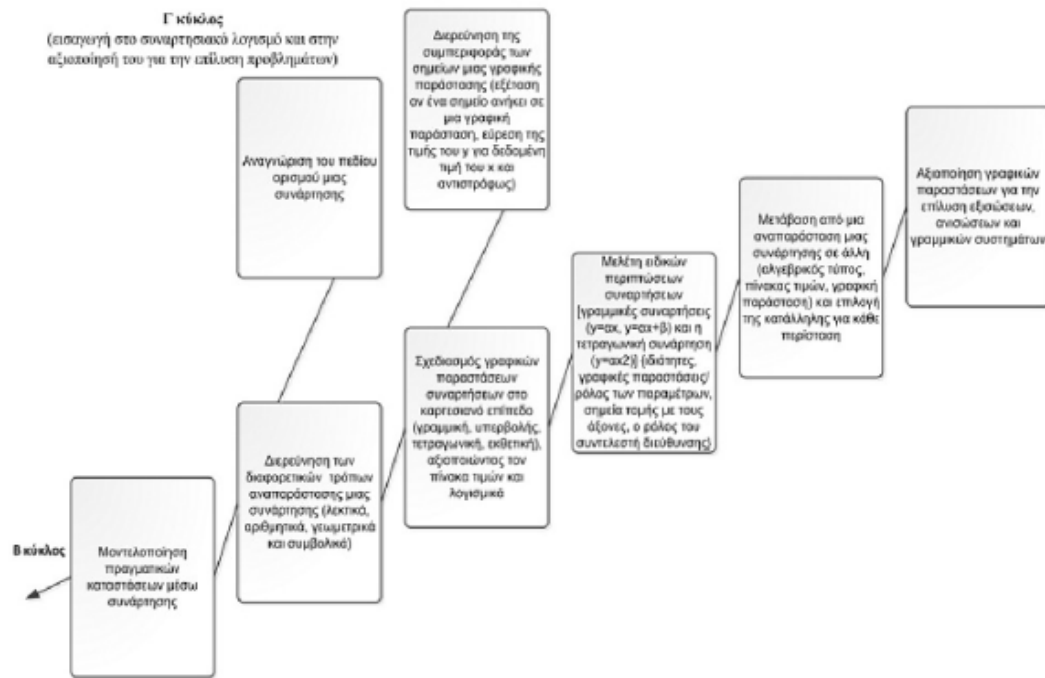 Γ κύκλος
(εισαγωγή στο συναρτησιακό λογισμό και στην
αξιοποίησή του για την επίλυση προβλημάτων)
Αναγνώριση του πεδίου
ορισμού μιας
συνάρτησης
Διερεύνηση της
συμπεριφοράς των
σημείων μιας γραφικής
παράστασης (εξέταση
αν ένα σημείο ανήκει σε
μια γραφική
παράσταση, εύρεση της
τιμής του y για δεδομένη
τιμή του x και
αντιστρόφως)
Αξιοποίηση γραφικών
παραστάσεων για την
επίλυση εξισώσεων,
ανισώσεων και
γραμμικών συστημάτων
Μετάβαση από μια
αναπαράσταση μιας
συνάρτησης σε άλλη
(αλγεβρικός τύπος,
πίνακας τιμών, γραφική
παράσταση) και επιλογή
της κατάλληλης για κάθε
περίσταση
Μελέτη ειδικών
περιπτώσεων
συναρτήσεων
[γραμμικές συναρτήσεις
(y=αx, y=αx+β) και η
τετραγωνική συνάρτηση
(y=αx2)] {ιδιότητες,
γραφικές παραστάσεις/
ρόλος των παραμέτρων,
σημεία τομής με τους
άξονες, ο ρόλος του
συντελεστή διεύθυνσης}
Σχεδιασμός γραφικών
παραστάσεων
συναρτήσεων στο
καρτεσιανό επίπεδο
(γραμμική, υπερβολής,
τετραγωνική, εκθετική),
αξιοποιώντας τον
πίνακα τιμών και
λογισμικά
Διερεύνηση των
διαφορετικών τρόπων
αναπαράστασης μιας
συνάρτησης (λεκτικά,
αριθμητικά, γεωμετρικά
και συμβολικά)
Β κύκλος
Μοντελοποίηση
πραγματικών
καταστάσεων μέσω
συνάρτησης